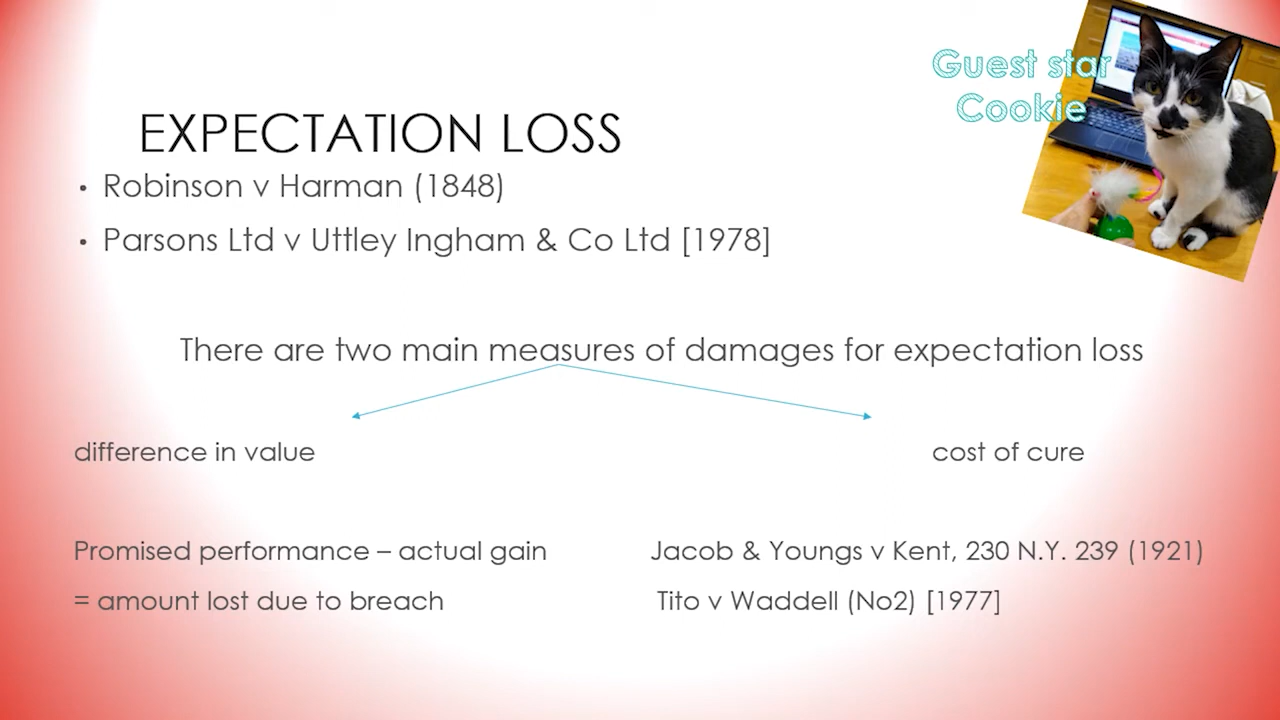 Guest star
Cookie
EXPECTATION LOSS
• Robinson v Harman (1848)
• Parsons Ltd v Uttley Ingham & Co Ltd [1978]
There are two main measures of damages for expectation loss
difference in value
cost of cure
Promised performance – actual gain
= amount lost due to breach
Jacob & Youngs v Kent, 230 N.Y. 239 (1921)
Tito v Waddell (No2) [1977]